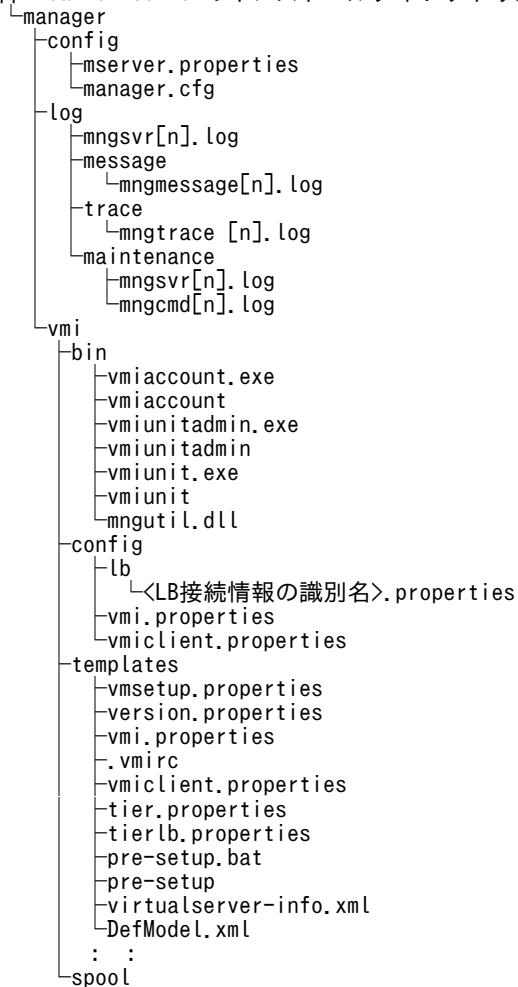 manager
config
mserver.properties
manager.cfg
log
mngsvr[n].log
message
mngmessage[n].log
trace
mngtrace [n].log
maintenance
mngsvr[n].log
mngcmd[n].log
vmi
bin
vmiaccount.exe
vmiaccount
vmiunitadmin.exe
vmiunitadmin
vmiunit.exe
vmiunit
mngutil.dll
config
lb
<LB接続情報の識別名>.properties
vmi.properties
vmiclient.properties
templates
vmsetup.properties
version.properties
vmi.properties
.vmirc
vmiclient.properties
tier.properties
tierlb.properties
pre-setup.bat
pre-setup
virtualserver-info.xml
DefModel.xml
: :
spool